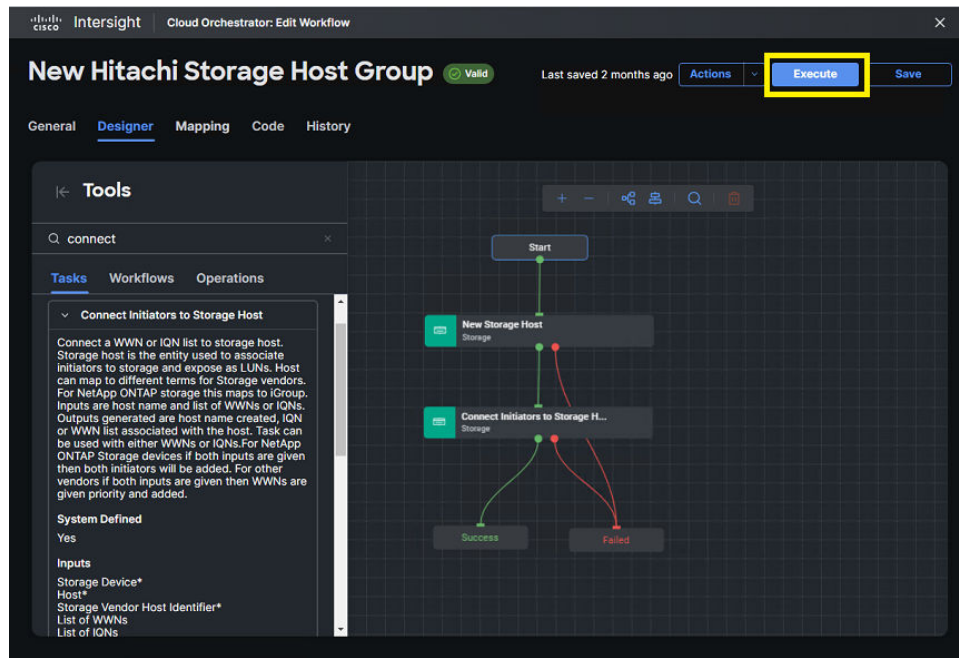 cisco Intersight Cloud Orchestrator: Edit Workflow
New Hitachi Storage Host Group Valid Last saved 2 months ago Actions Execute Save
General Designer Mapping Code History
Tools
connect
Tasks Workflows Operations
Connect Initiators to Storage Host
Connect a WWN or IQN list to storage host.
Storage host is the entity used to associate
initiators to storage and expose as LUNs. Host
can map to different terms for Storage vendors.
For NetApp ONTAP storage this maps to iGroup.
Inputs are host name and list of WWNs or IQNs.
Outputs generated are host name created, IQN
or WWN list associated with the host. Task can
be used with either WWNs or IQNs.For NetApp
ONTAP Storage devices if both inputs are given
then both initiators will be added. For other
vendors if both inputs are given then WWNs are
given priority and added.
System Defined
Yes
Inputs
Storage Device*
Host*
Storage Vendor Host Identifier*
List of WWNs
List of IQNs
Start
New Storage Host
Storage
Connect Initiators to Storage H...
Storage
Success Failed